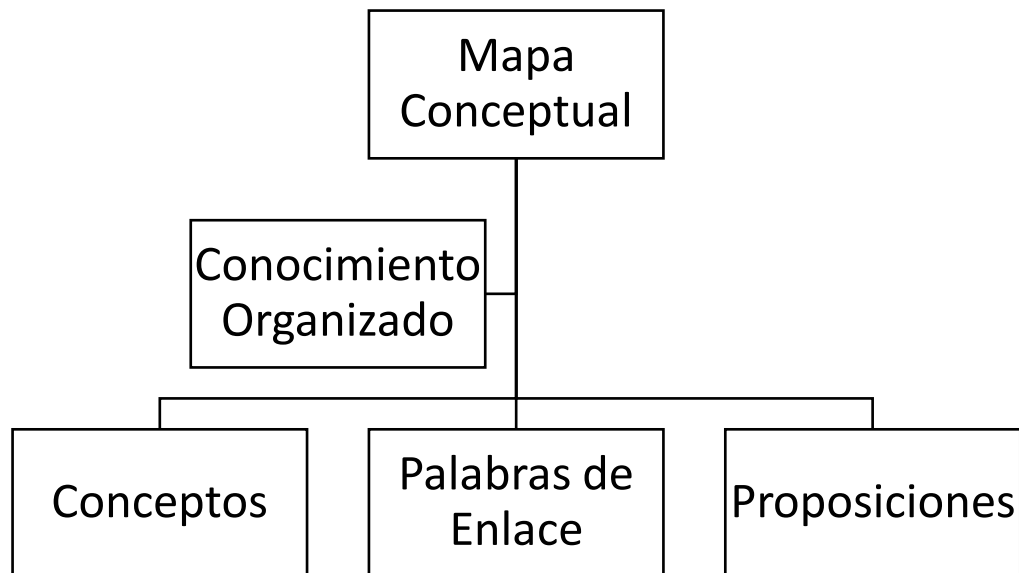 Mapa
Conceptual
Conocimiento
Organizado
Conceptos
Palabras de
Enlace
Proposiciones